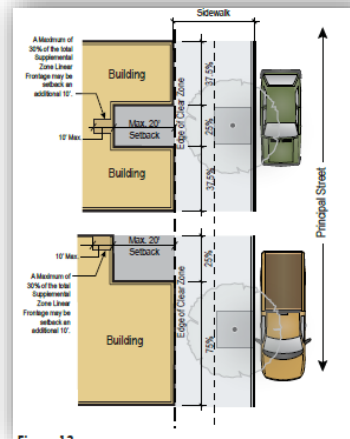 Sidewalk
A Maximum of
30% of the total
Supplemental
Zone Linear
Frontage may be
setback an
additional 10'.
Building
37.5%
10' Max.
Max. 20'
Setback
25%
Edge of Clear Zone
Building
37.5%
Principal Street
Max. 20'
Setback
10' Max.
25%
A Maximum of
30% of the total
Supplemental
Zone Linear
Frontage may be
setback an
additional 10'.
Edge of Clear Zone
Building
75%